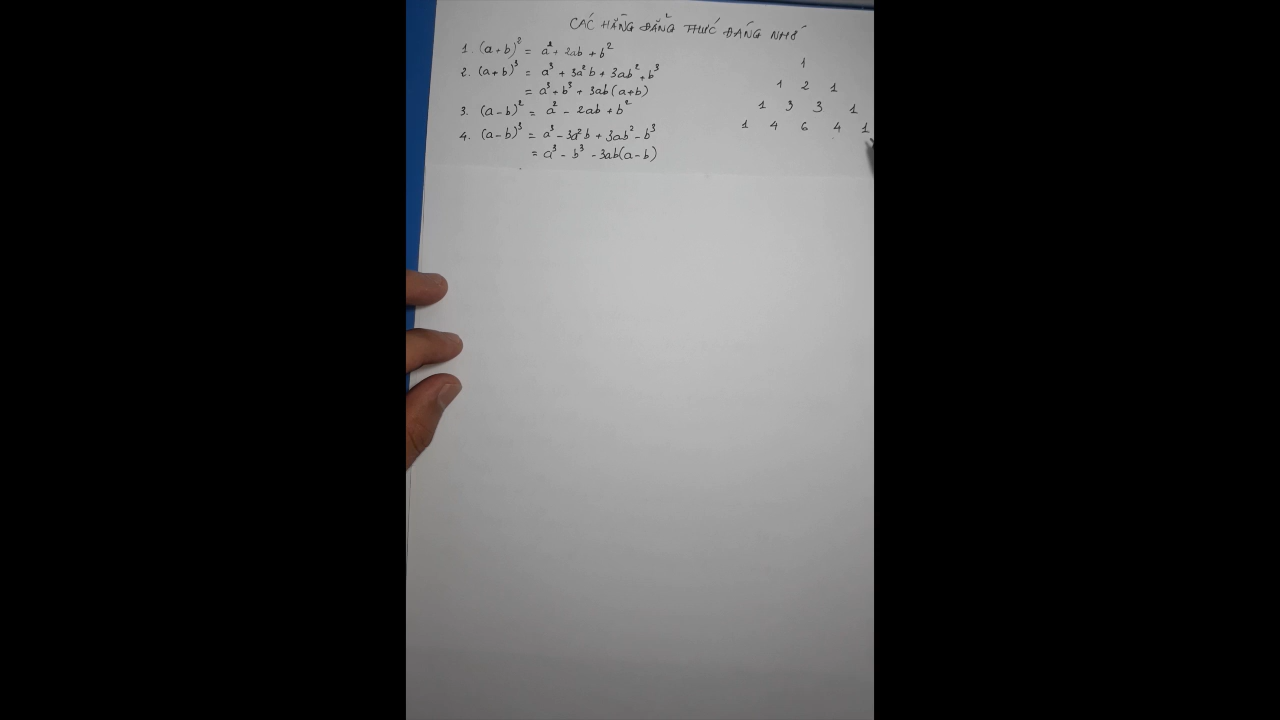 CÁC HẰNG ĐẲNG THỨC ĐÁNG NHỚ
1. (a+b)² = a² + 2ab + b²
2. (a+b)³ = a³ + 3a²b + 3ab² + b³
= a³ + b³ + 3ab(a+b)
3. (a-b)² = a² - 2ab + b²
4. (a-b)³ = a³ - 3a²b + 3ab² - b³
= a³ - b³ - 3ab(a-b)
1
1 2 1
1 3 3 1
1 4 6 4 1